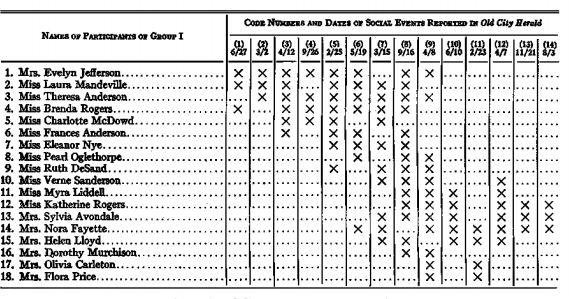 NAMES OF PARTICIPANTS OF GROUP I
CODE NUMBERS AND DATES OF SOCIAL EVENTS REPORTED IN Old City Herald
(1) (2) (3) (4) (5) (6) (7) (8) (9) (10) (11) (12) (13) (14)
6/27 3/2 4/12 9/26 2/25 5/19 3/15 9/16 4/8 6/10 2/23 4/7 11/21 8/3
1. Mrs. Evelyn Jefferson.... × × × × × × .... × × .... .... .... .... ....
2. Miss Laura Mandeville.... × × × .... × × × × .... .... .... .... .... ....
3. Miss Theresa Anderson.... .... × × × × × × × × .... .... .... .... ....
4. Miss Brenda Rogers.... × .... × × × × × × .... .... .... .... .... ....
5. Miss Charlotte McDowd.... .... .... × × × .... × .... .... .... .... .... .... ....
6. Miss Frances Anderson.... .... .... × .... × × .... × .... .... .... .... .... ....
7. Miss Eleanor Nye.... .... .... .... .... × × × × .... .... .... .... .... ....
8. Miss Pearl Oglethorpe.... .... .... .... .... .... × .... × × .... .... .... .... ....
9. Miss Ruth DeSand.... .... .... .... .... × .... × × × .... .... .... .... ....
10. Miss Verne Sanderson.... .... .... .... .... .... .... × × × .... .... × .... ....
11. Miss Myra Liddell.... .... .... .... .... .... .... .... × × × .... × .... ....
12. Miss Katherine Rogers.... .... .... .... .... .... .... .... × × × .... × × ×
13. Mrs. Sylvia Avondale.... .... .... .... .... .... .... × × × × .... × × ×
14. Mrs. Nora Fayette.... .... .... .... .... .... × × .... × × × × × ×
15. Mrs. Helen Lloyd.... .... .... .... .... .... .... × × .... × × × .... ....
16. Mrs. Dorothy Murchison.... .... .... .... .... .... .... .... × × .... .... .... .... ....
17. Mrs. Olivia Carleton.... .... .... .... .... .... .... .... .... × .... × .... .... ....
18. Mrs. Flora Price.... .... .... .... .... .... .... .... .... × .... × .... .... ....